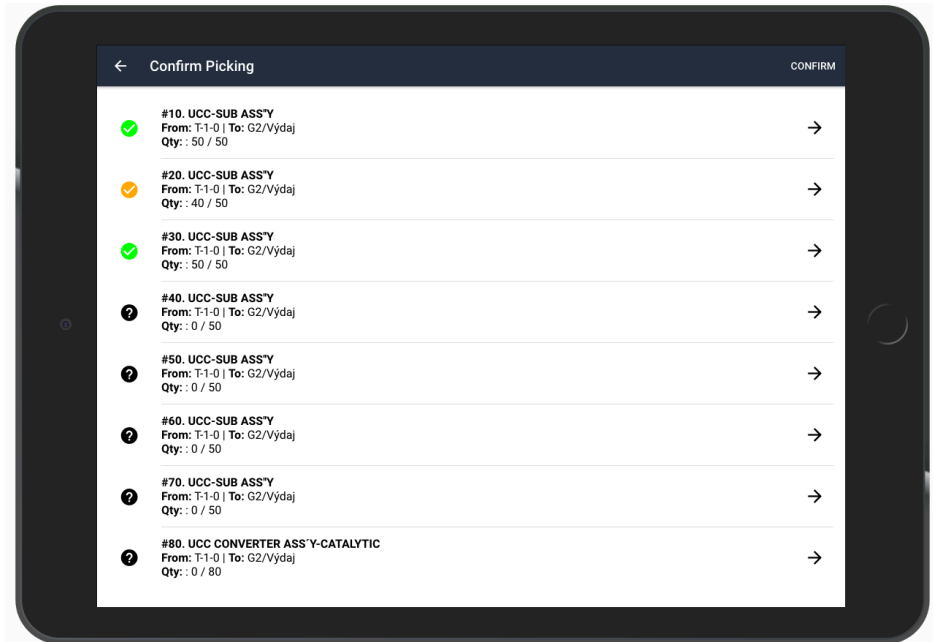 Confirm Picking
CONFIRM
#10. UCC-SUB ASS"Y
From: T-1-0 | To: G2/Výdaj
Qty: : 50 / 50
#20. UCC-SUB ASS"Y
From: T-1-0 | To: G2/Výdaj
Qty: : 40 / 50
#30. UCC-SUB ASS"Y
From: T-1-0 | To: G2/Výdaj
Qty: : 50 / 50
#40. UCC-SUB ASS"Y
From: T-1-0 | To: G2/Výdaj
Qty: : 0 / 50
#50. UCC-SUB ASS"Y
From: T-1-0 | To: G2/Výdaj
Qty: : 0 / 50
#60. UCC-SUB ASS"Y
From: T-1-0 | To: G2/Výdaj
Qty: : 0 / 50
#70. UCC-SUB ASS"Y
From: T-1-0 | To: G2/Výdaj
Qty: : 0 / 50
#80. UCC CONVERTER ASS´Y-CATALYTIC
From: T-1-0 | To: G2/Výdaj
Qty: : 0 / 80